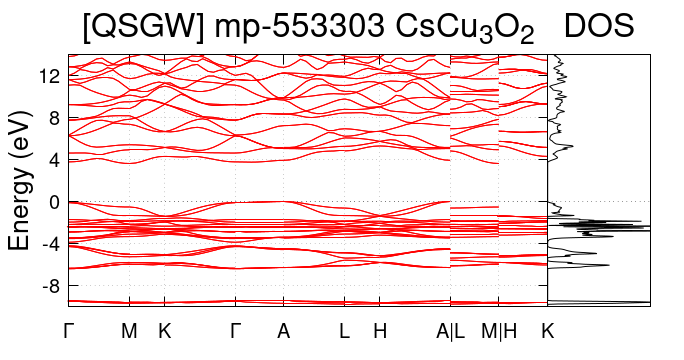 [QSGW] mp-553303 CsCu₃O₂ DOS
Energy (eV)
12
8
4
0
-4
-8
Γ M K Γ A L H A|L M|H K